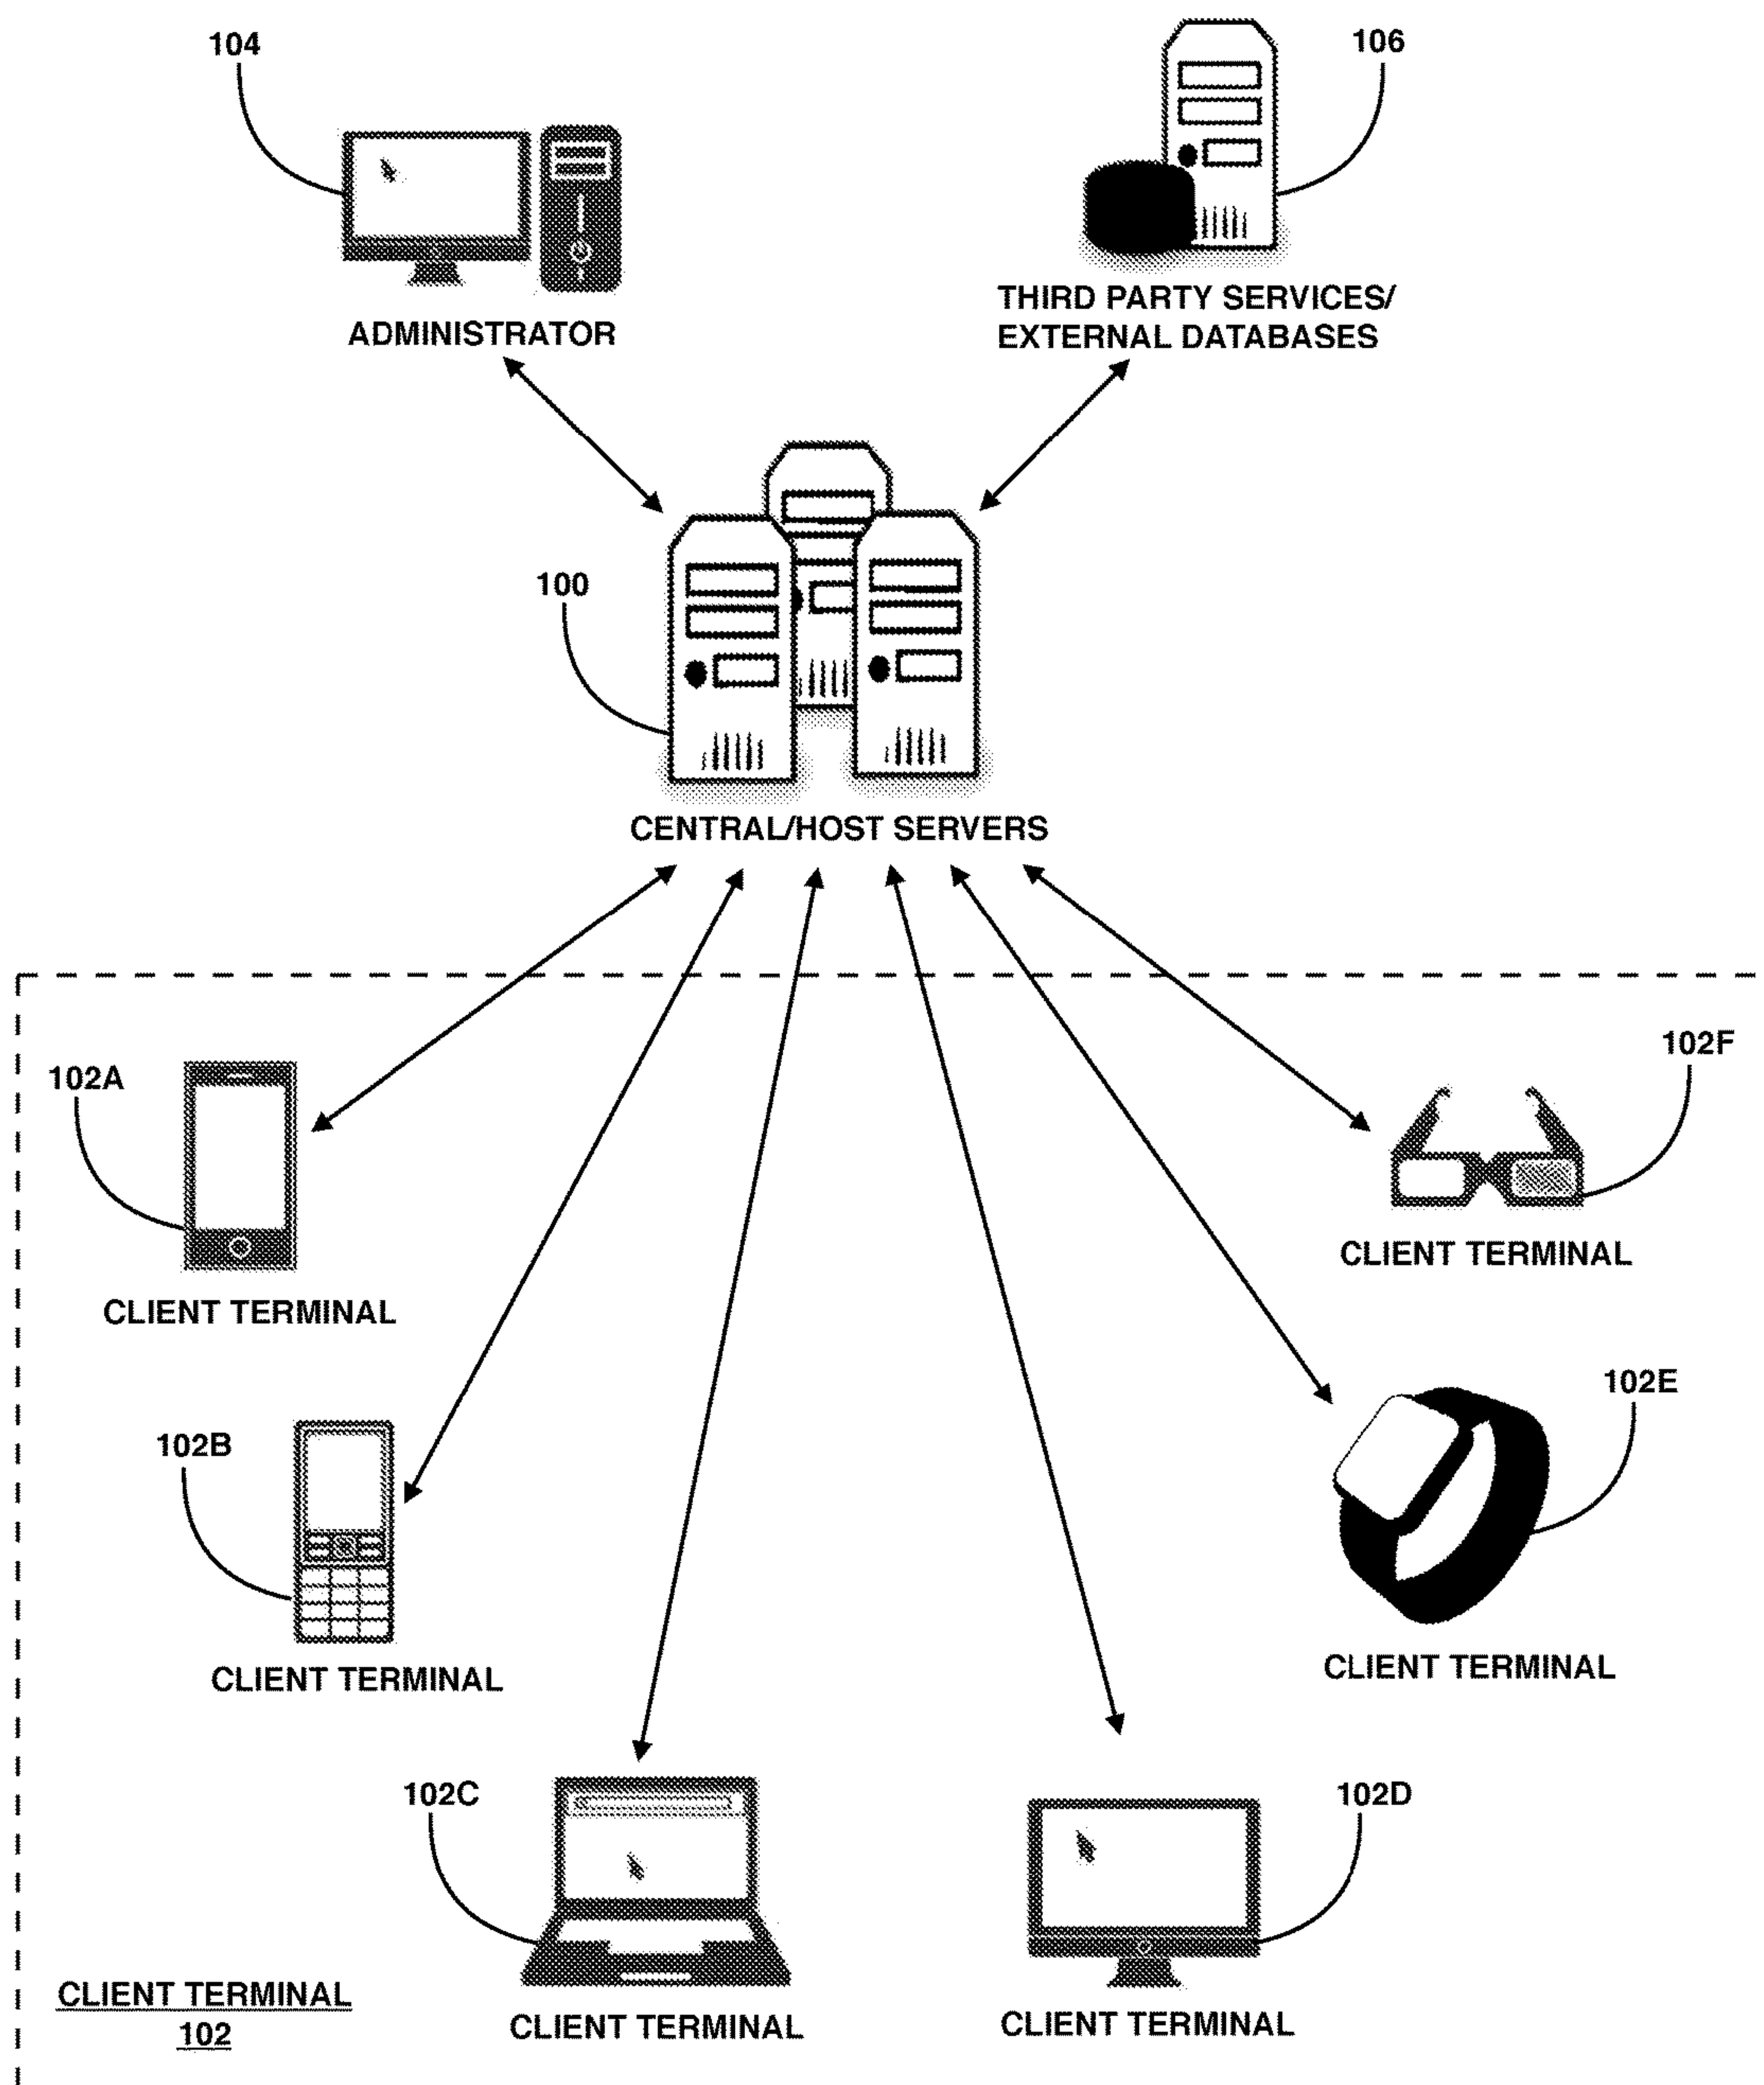 104
106
ADMINISTRATOR
THIRD PARTY SERVICES/
EXTERNAL DATABASES
100
CENTRAL/HOST SERVERS
102A
102F
CLIENT TERMINAL
CLIENT TERMINAL
102B
102E
CLIENT TERMINAL
CLIENT TERMINAL
102C
102D
CLIENT TERMINAL
102
CLIENT TERMINAL
CLIENT TERMINAL